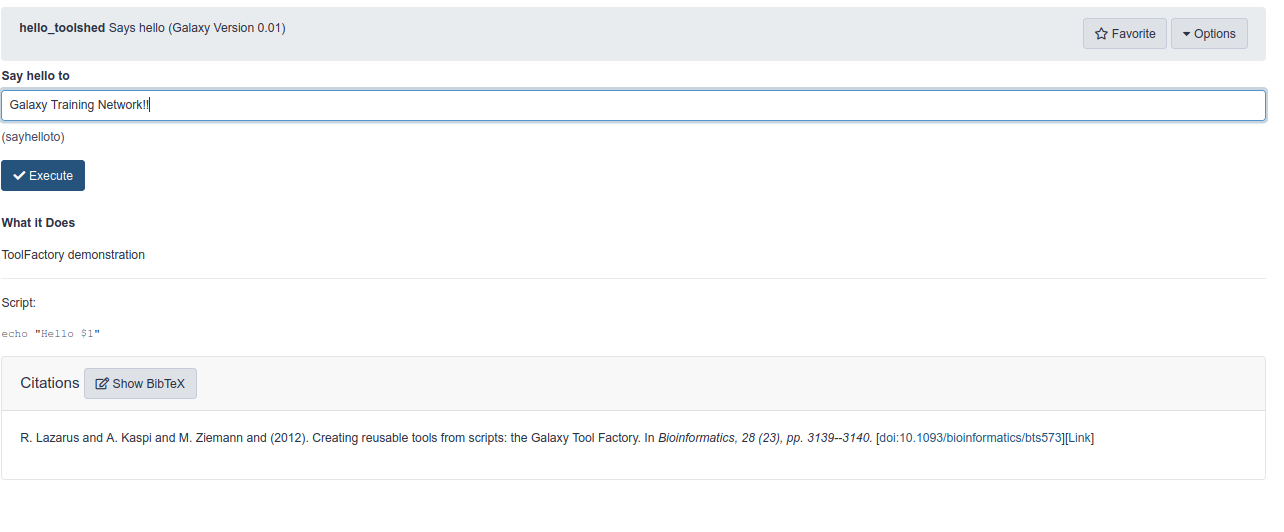 hello_toolshed Says hello (Galaxy Version 0.01)
Favorite
Options
Say hello to
Galaxy Training Network!!
(sayhelloto)
Execute
What it Does
ToolFactory demonstration
Script:
echo "Hello $1"
Citations
Show BibTeX
R. Lazarus and A. Kaspi and M. Ziemann and (2012). Creating reusable tools from scripts: the Galaxy Tool Factory. In Bioinformatics, 28 (23), pp. 3139--3140. [doi:10.1093/bioinformatics/bts573][Link]